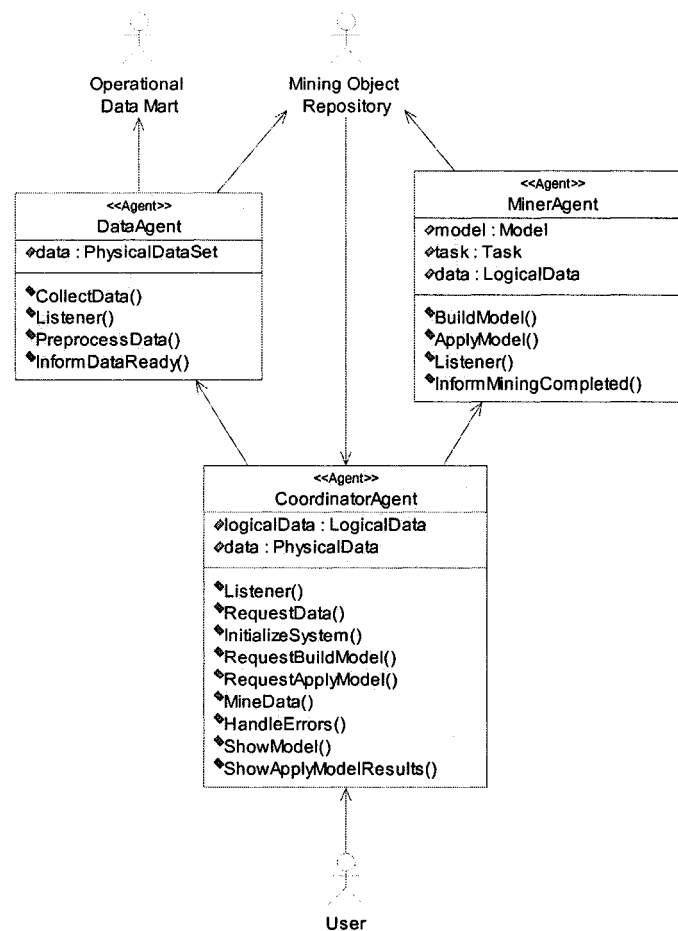 Operational
Data Mart
Mining Object
Repository
<<Agent>>
DataAgent
data : PhysicalDataSet
CollectData()
Listener()
PreprocessData()
InformDataReady()
<<Agent>>
MinerAgent
model : Model
task : Task
data : LogicalData
BuildModel()
ApplyModel()
Listener()
InformMiningCompleted()
<<Agent>>
CoordinatorAgent
logicalData : LogicalData
data : PhysicalData
Listener()
RequestData()
InitializeSystem()
RequestBuildModel()
RequestApplyModel()
MineData()
HandleErrors()
ShowModel()
ShowApplyModelResults()
User